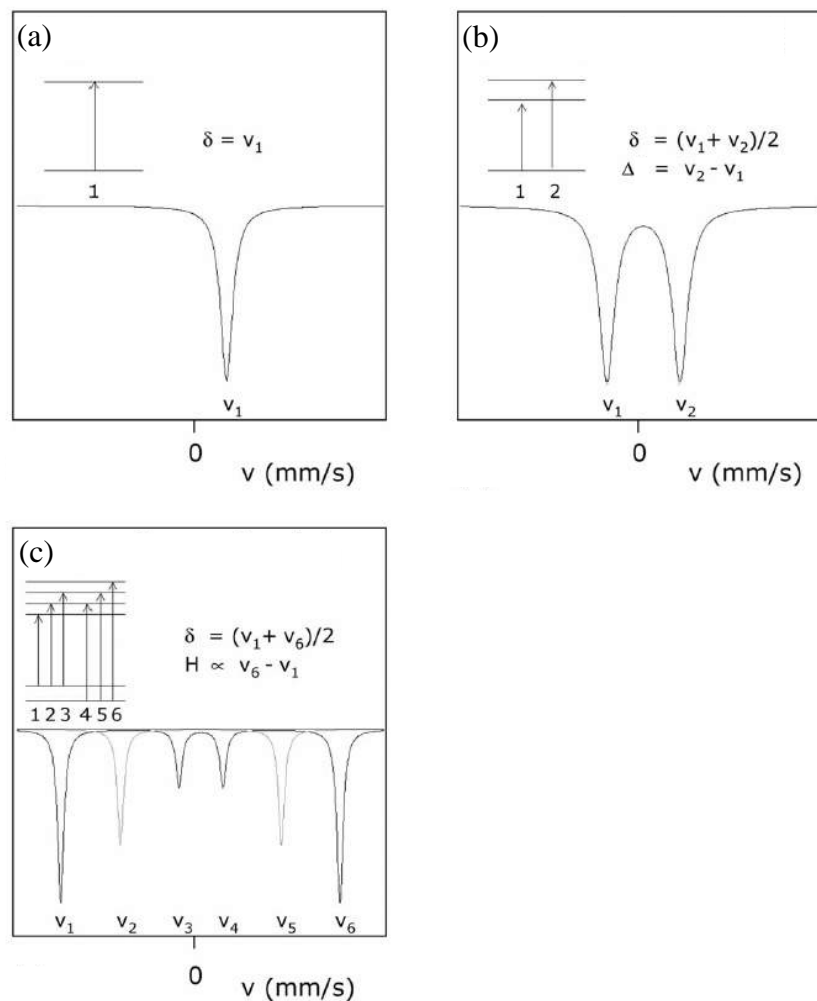 (a)
δ = v₁
1
v₁
0
v (mm/s)
(b)
δ = (v₁+ v₂)/2
Δ = v₂ - v₁
1 2
v₁ v₂
0
v (mm/s)
(c)
δ = (v₁+ v₆)/2
H ∝ v₆ - v₁
1 2 3 4 5 6
v₁ v₂ v₃ v₄ v₅ v₆
0
v (mm/s)